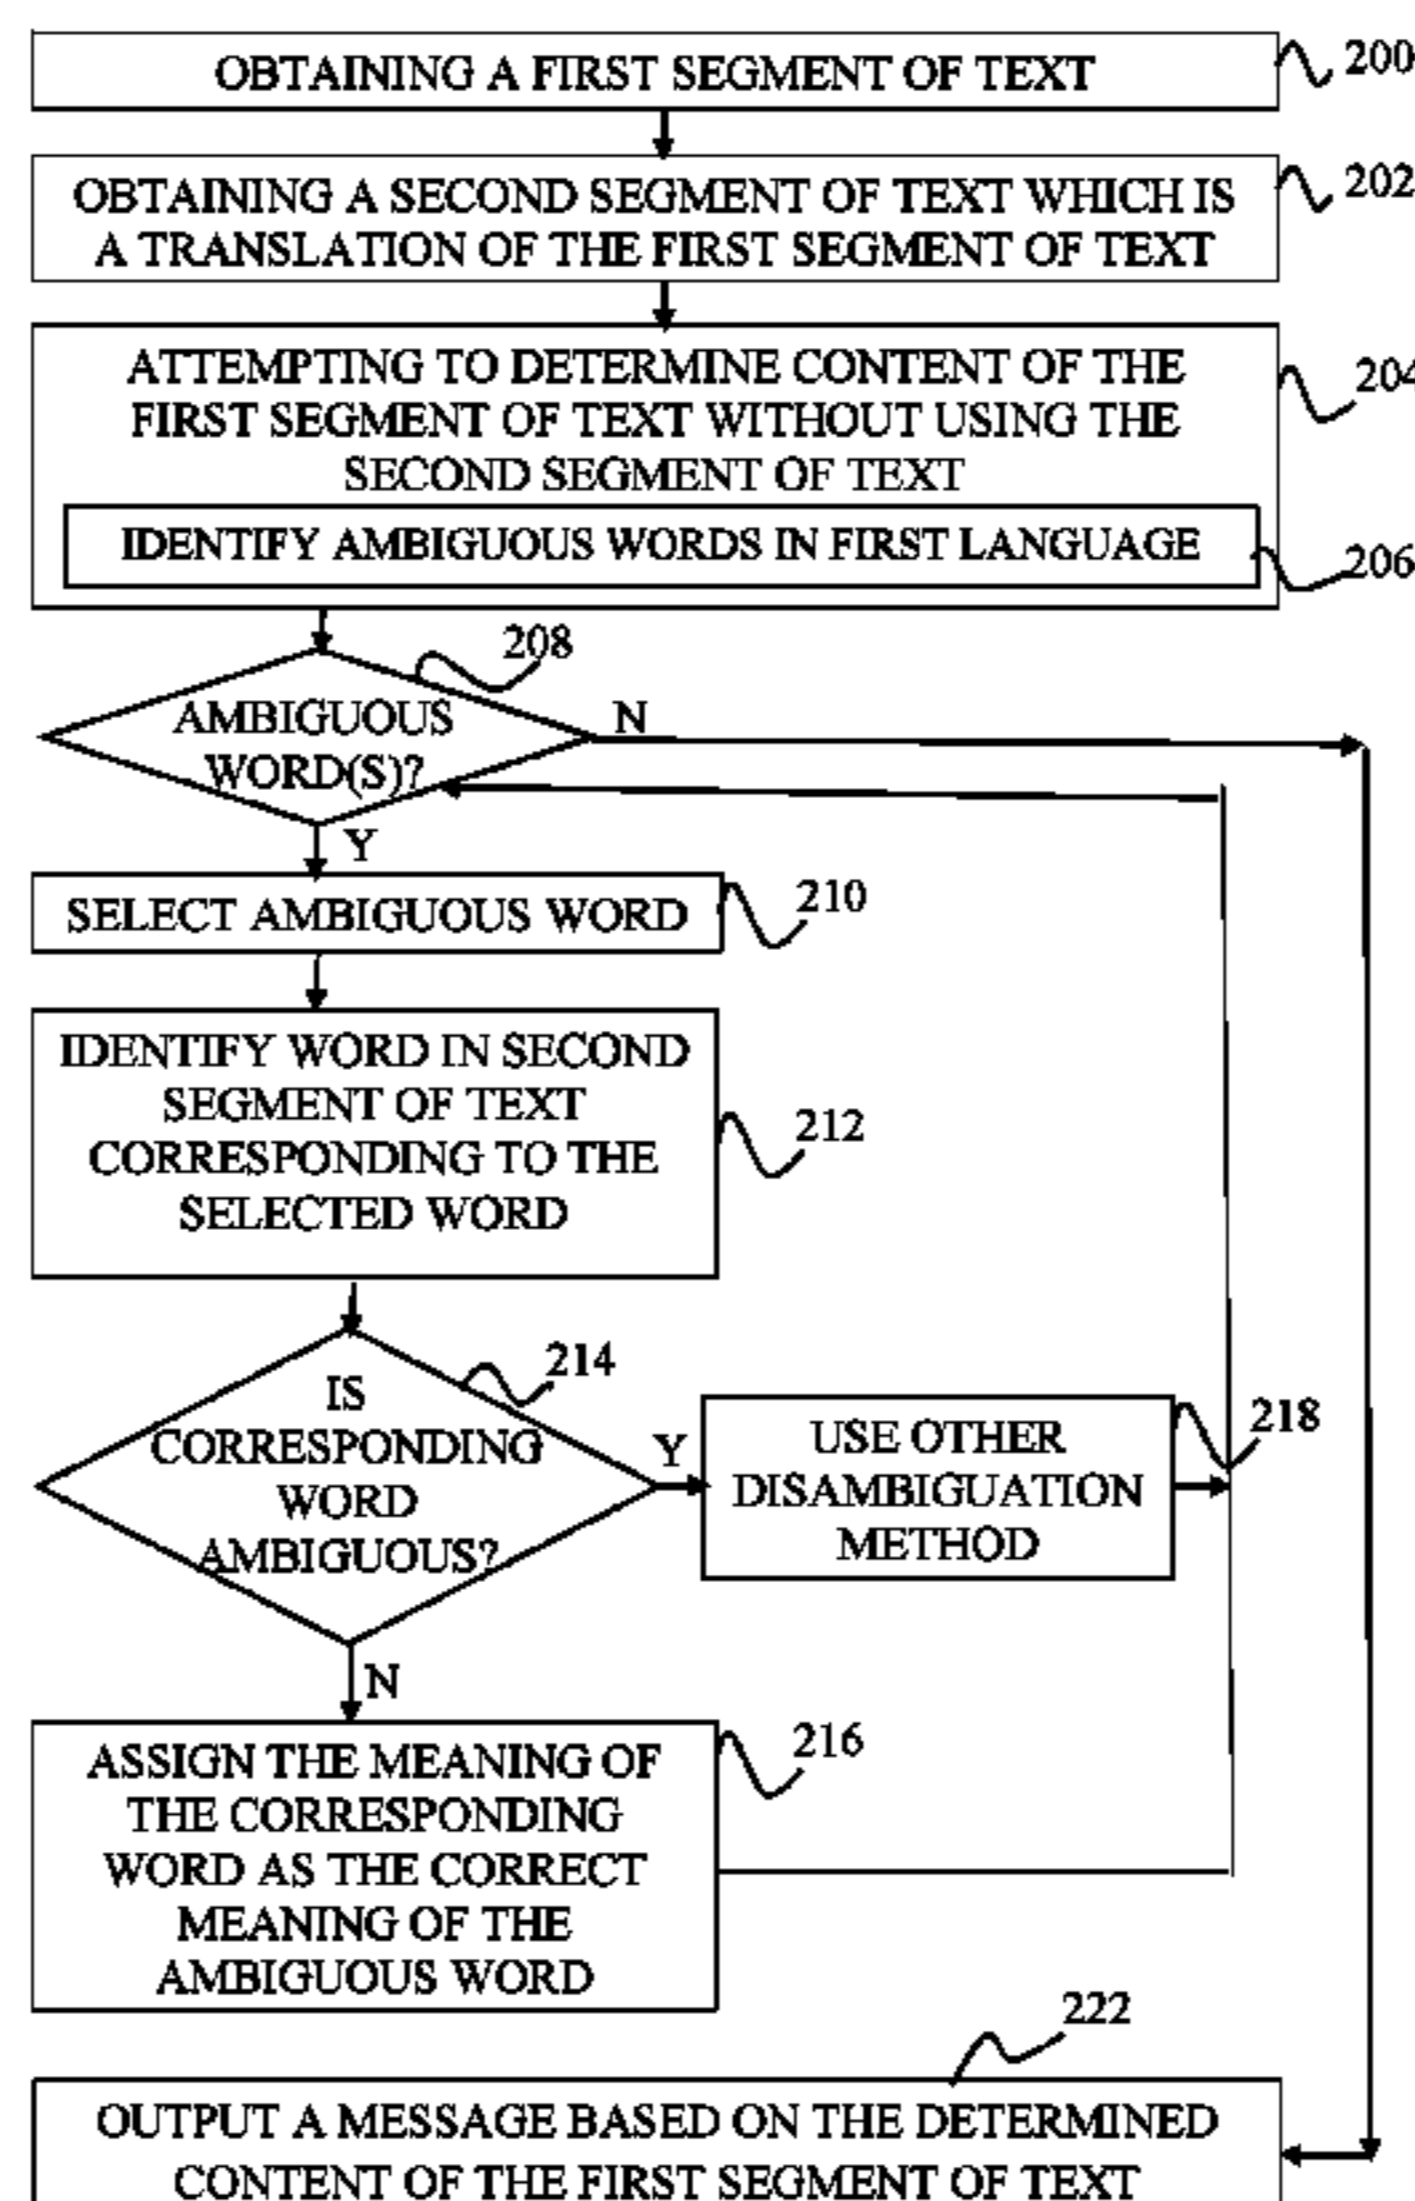 OBTAINING A FIRST SEGMENT OF TEXT
200
OBTAINING A SECOND SEGMENT OF TEXT WHICH IS
A TRANSLATION OF THE FIRST SEGMENT OF TEXT
202
ATTEMPTING TO DETERMINE CONTENT OF THE
FIRST SEGMENT OF TEXT WITHOUT USING THE
SECOND SEGMENT OF TEXT
204
IDENTIFY AMBIGUOUS WORDS IN FIRST LANGUAGE
206
208
AMBIGUOUS
WORD(S)?
N
Y
SELECT AMBIGUOUS WORD
210
IDENTIFY WORD IN SECOND
SEGMENT OF TEXT
CORRESPONDING TO THE
SELECTED WORD
212
214
IS
CORRESPONDING
WORD
AMBIGUOUS?
Y
USE OTHER
DISAMBIGUATION
METHOD
218
N
ASSIGN THE MEANING OF
THE CORRESPONDING
WORD AS THE CORRECT
MEANING OF THE
AMBIGUOUS WORD
216
222
OUTPUT A MESSAGE BASED ON THE DETERMINED
CONTENT OF THE FIRST SEGMENT OF TEXT